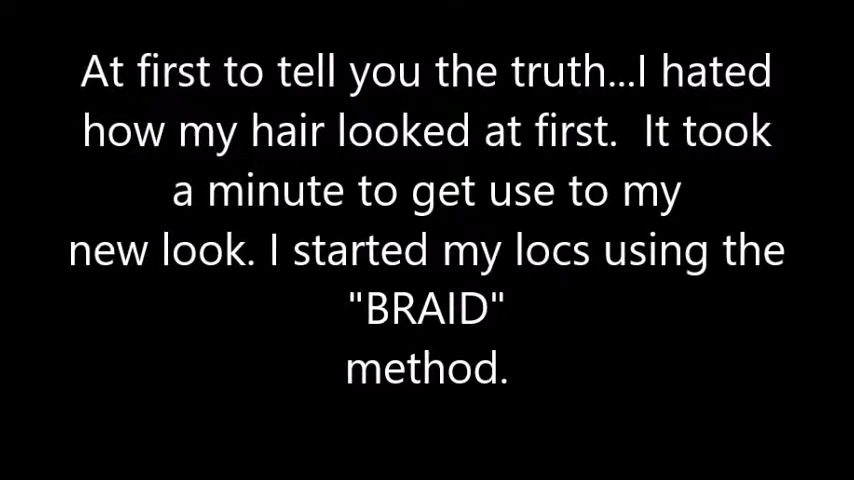 At first to tell you the truth...I hated
how my hair looked at first.  It took
a minute to get use to my
new look. I started my locs using the
"BRAID"
method.